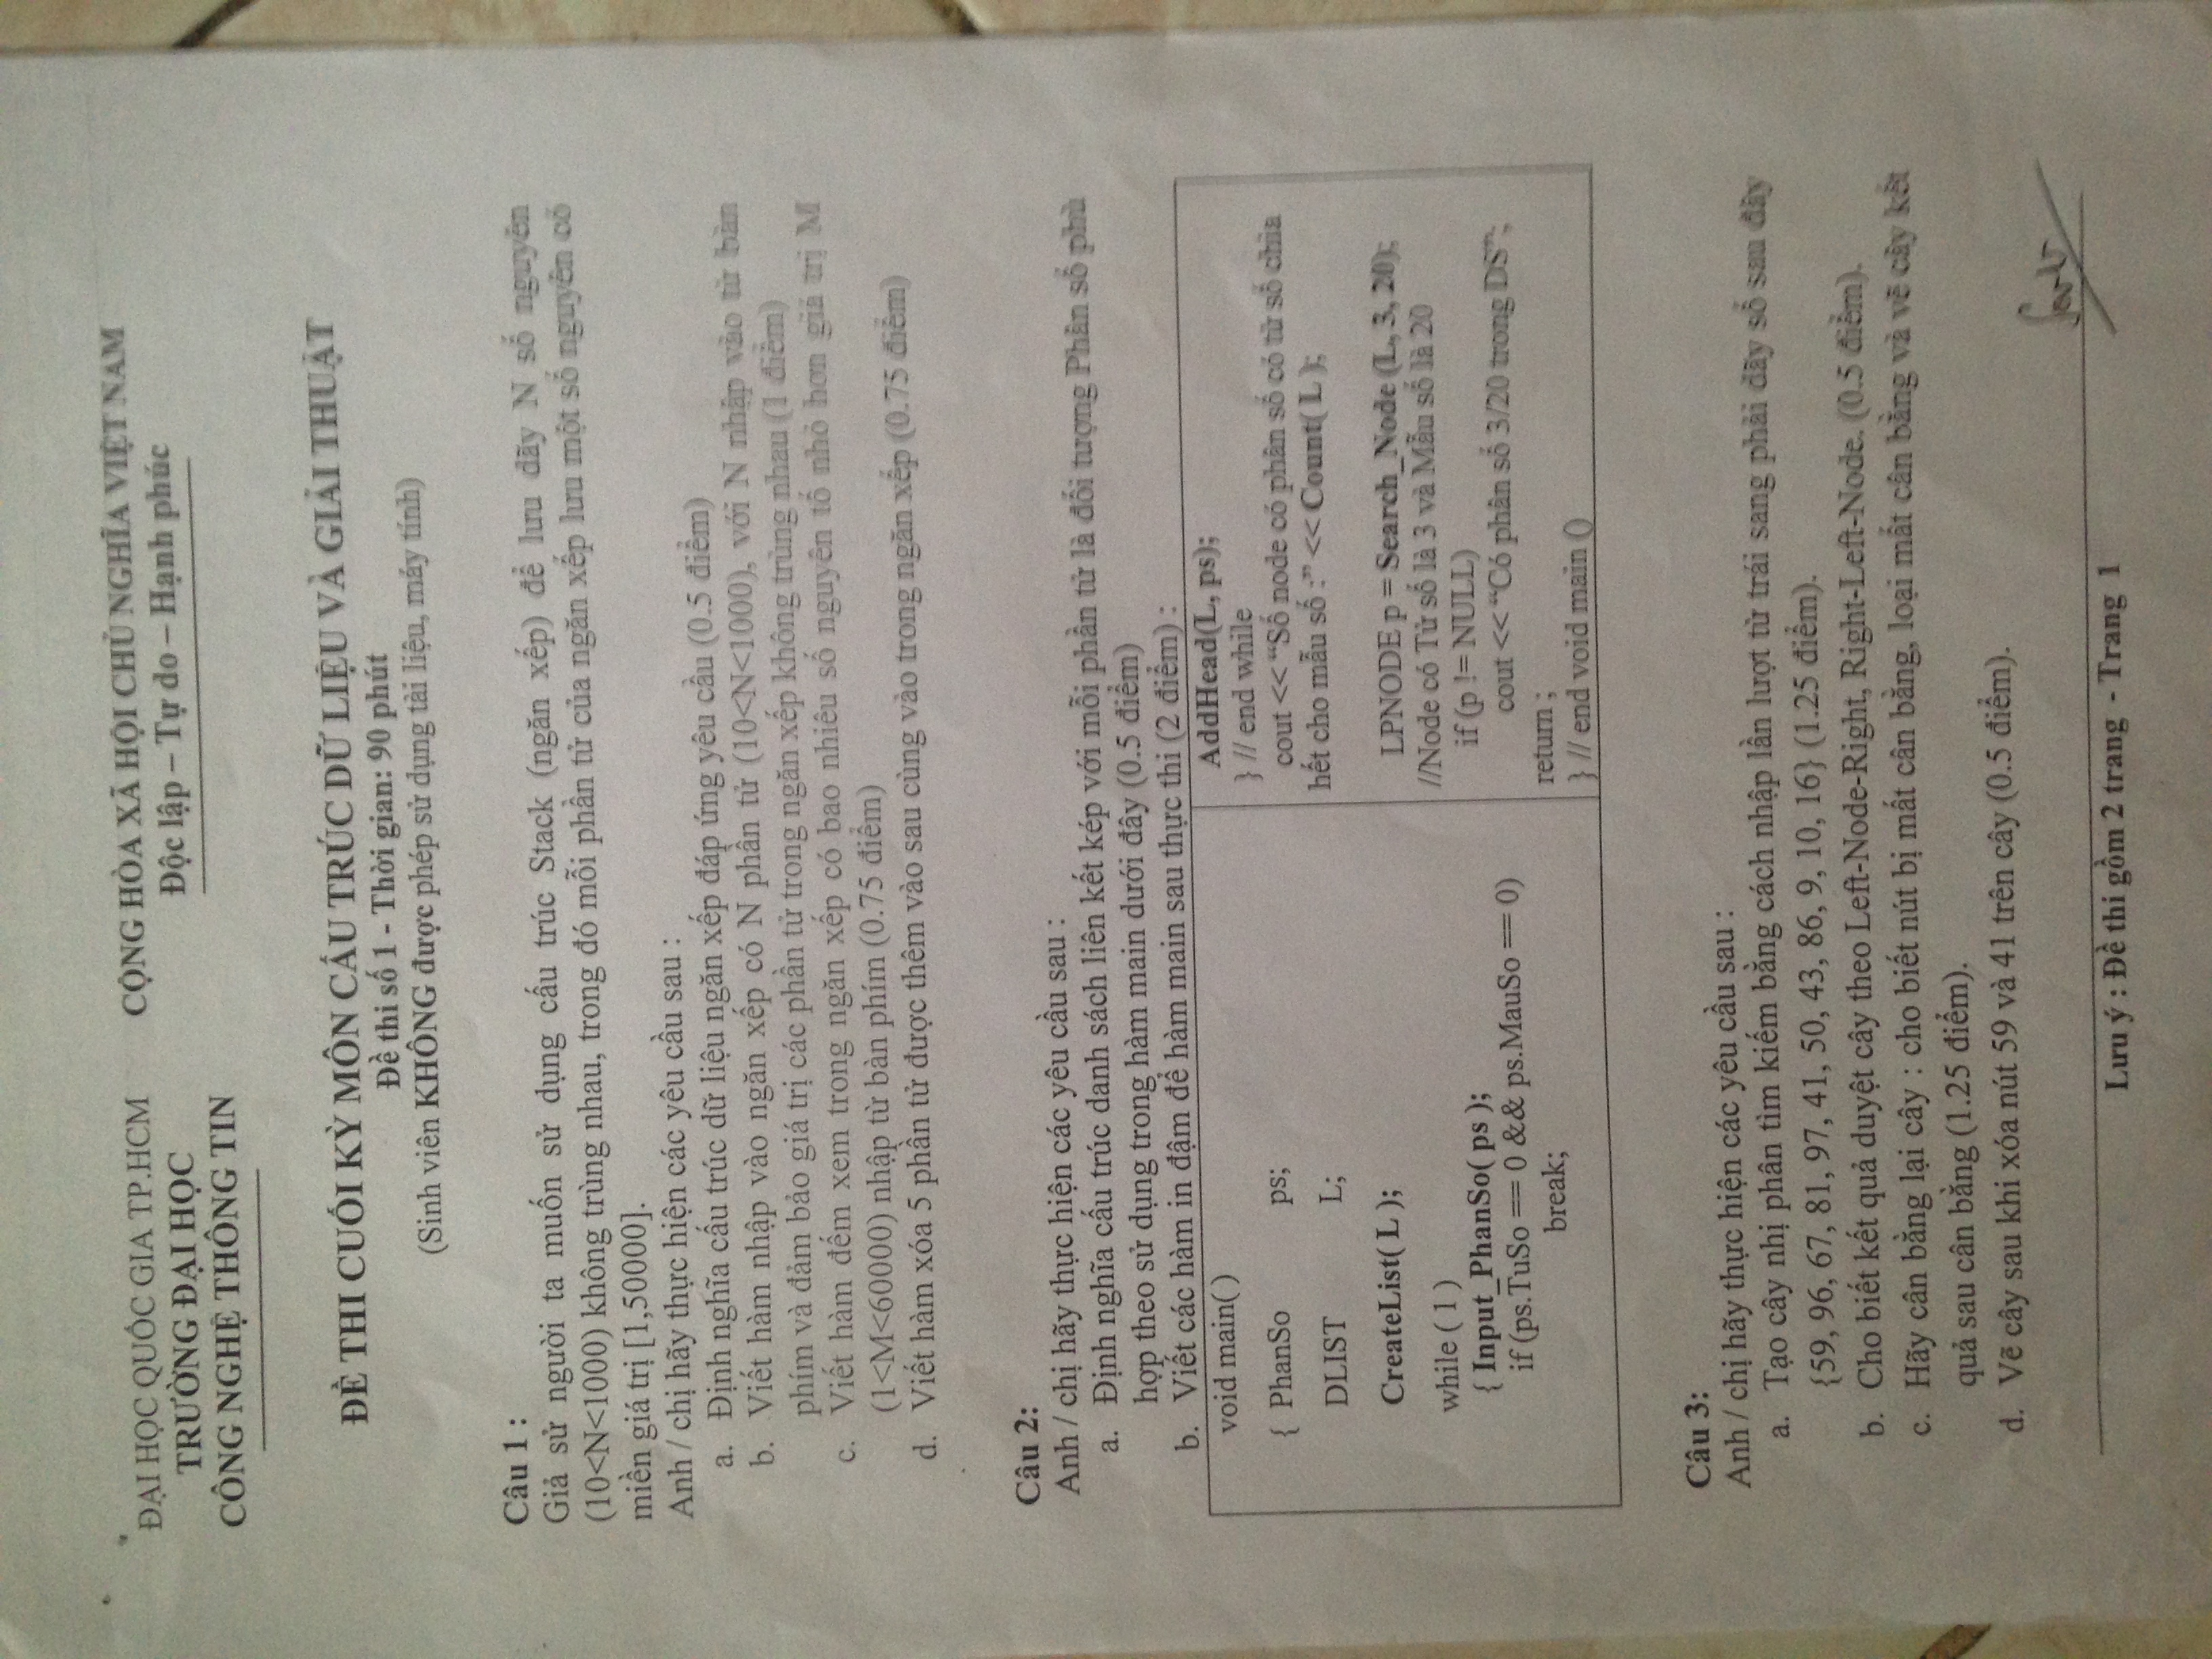 ĐẠI HỌC QUỐC GIA TP.HCM
TRƯỜNG ĐẠI HỌC
CÔNG NGHỆ THÔNG TIN
CỘNG HÒA XÃ HỘI CHỦ NGHĨA VIỆT NAM
Độc lập – Tự do – Hạnh phúc
ĐỀ THI CUỐI KỲ MÔN CẤU TRÚC DỮ LIỆU VÀ GIẢI THUẬT
Đề thi số 1 - Thời gian: 90 phút
(Sinh viên KHÔNG được phép sử dụng tài liệu, máy tính)
Câu 1 :
Giả sử người ta muốn sử dụng cấu trúc Stack (ngăn xếp) để lưu dãy N số nguyên
(10<N<1000) không trùng nhau, trong đó mỗi phần tử của ngăn xếp lưu một số nguyên có
miền giá trị [1,50000].
Anh / chị hãy thực hiện các yêu cầu sau :
a. Định nghĩa cấu trúc dữ liệu ngăn xếp đáp ứng yêu cầu (0.5 điểm)
b. Viết hàm nhập vào ngăn xếp có N phần tử (10<N<1000), với N nhập vào từ bàn
phím và đảm bảo giá trị các phần tử trong ngăn xếp không trùng nhau (1 điểm)
c. Viết hàm đếm xem trong ngăn xếp có bao nhiêu số nguyên tố nhỏ hơn giá trị M
(1<M<60000) nhập từ bàn phím (0.75 điểm)
d. Viết hàm xóa 5 phần tử được thêm vào sau cùng vào trong ngăn xếp (0.75 điểm)
Câu 2:
Anh / chị hãy thực hiện các yêu cầu sau :
a. Định nghĩa cấu trúc danh sách liên kết kép với mỗi phần tử là đối tượng Phân số phù
hợp theo sử dụng trong hàm main dưới đây (0.5 điểm)
b. Viết các hàm in đậm để hàm main sau thực thi (2 điểm) :
void main( )
{ PhanSo ps;
DLIST L;
CreateList( L );
while ( 1 )
{ Input_PhanSo( ps );
if (ps.TuSo == 0 && ps.MauSo == 0)
break;
AddHead(L, ps);
} // end while
cout << “Số node có phân số có tử số chia
hết cho mẫu số :” << Count( L );
LPNODE p = Search_Node (L, 3, 20);
//Node có Tử số là 3 và Mẫu số là 20
if (p != NULL)
cout << “Có phân số 3/20 trong DS”;
return ;
} // end void main ()
Câu 3:
Anh / chị hãy thực hiện các yêu cầu sau :
a. Tạo cây nhị phân tìm kiếm bằng cách nhập lần lượt từ trái sang phải dãy số sau đây
{59, 96, 67, 81, 97, 41, 50, 43, 86, 9, 10, 16} (1.25 điểm).
b. Cho biết kết quả duyệt cây theo Left-Node-Right, Right-Left-Node. (0.5 điểm).
c. Hãy cân bằng lại cây : cho biết nút bị mất cân bằng, loại mất cân bằng và vẽ cây kết
quả sau cân bằng (1.25 điểm).
d. Vẽ cây sau khi xóa nút 59 và 41 trên cây (0.5 điểm).
Lưu ý : Đề thi gồm 2 trang - Trang 1